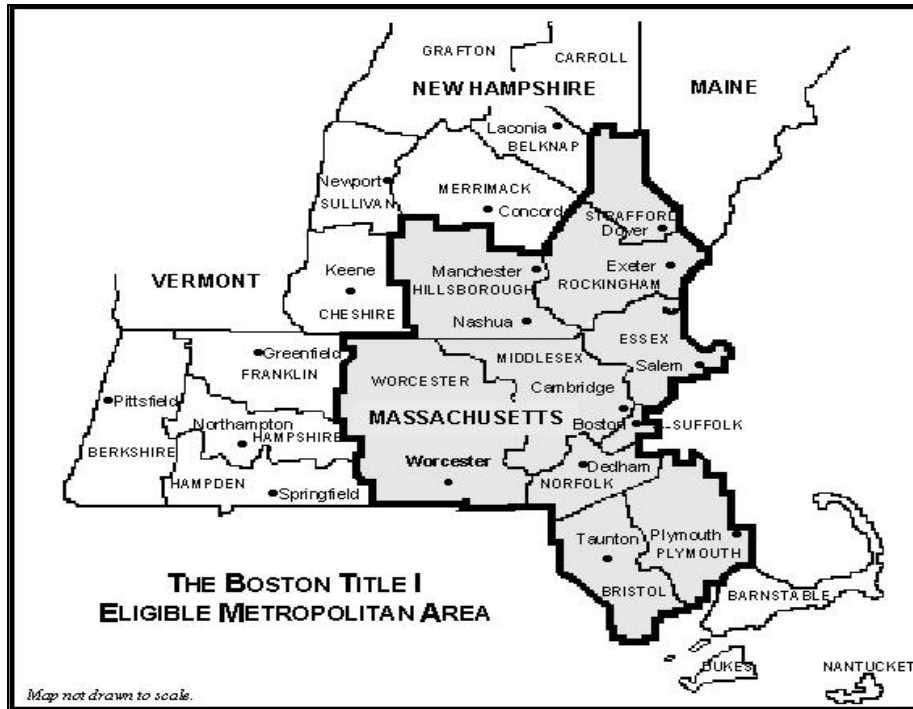 GRAFTON
CARROLL
NEW HAMPSHIRE
MAINE
Laconia
BELKNAP
Newport
SULLIVAN
MERRIMACK
Concord
STRAFFORD
Dover
Keene
CHESHIRE
VERMONT
Manchester
HILLSBOROUGH
Nashua
Exeter
ROCKINGHAM
ESSEX
Salem
MIDDLESEX
Greenfield
FRANKLIN
WORCESTER
Cambridge
Pittsfield
MASSACHUSETTS
Boston
SUFFOLK
Northampton
HAMPSHIRE
BERKSHIRE
Worcester
Dedham
NORFOLK
HAMPDEN
Springfield
Taunton
Plymouth
PLYMOUTH
BRISTOL
BARNSTABLE
THE BOSTON TITLE I
ELIGIBLE METROPOLITAN AREA
DUKES
NANTUCKET
Map not drawn to scale.